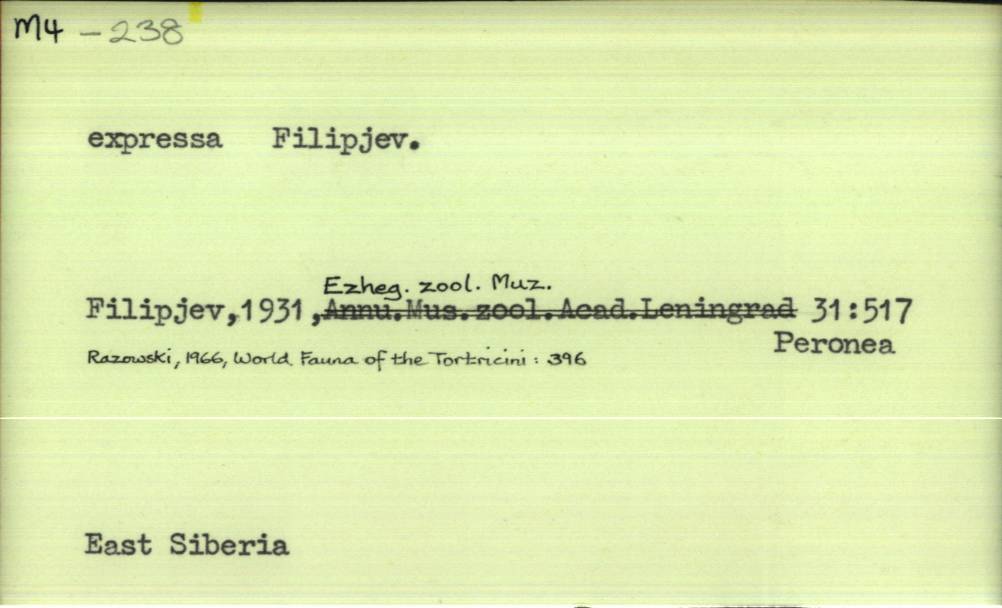 M4 - 238
expressa Filipjev.
Ezheg. zool. Muz.
Filipjev,1931,Annu.Mus.zool.Acad.Leningrad 31:517
Peronea
Razowski, 1966, World Fauna of the Tortricini : 396
East Siberia